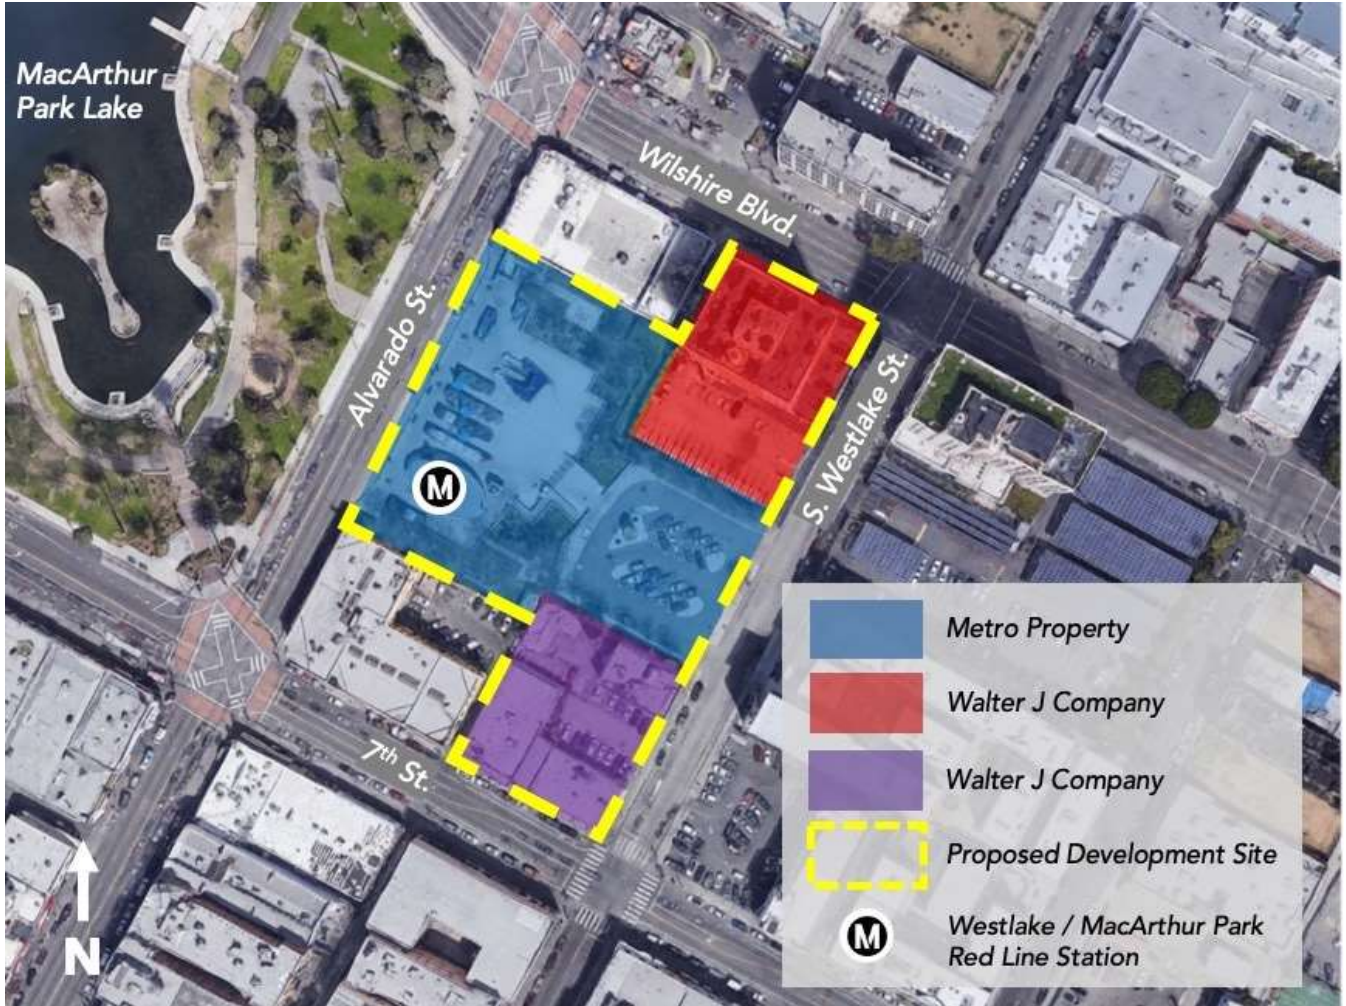 MacArthur
Park Lake
Wilshire Blvd.
Alvarado St.
S. Westlake St.
M
7th St.
N
Metro Property
Walter J Company
Walter J Company
Proposed Development Site
M
Westlake / MacArthur Park
Red Line Station